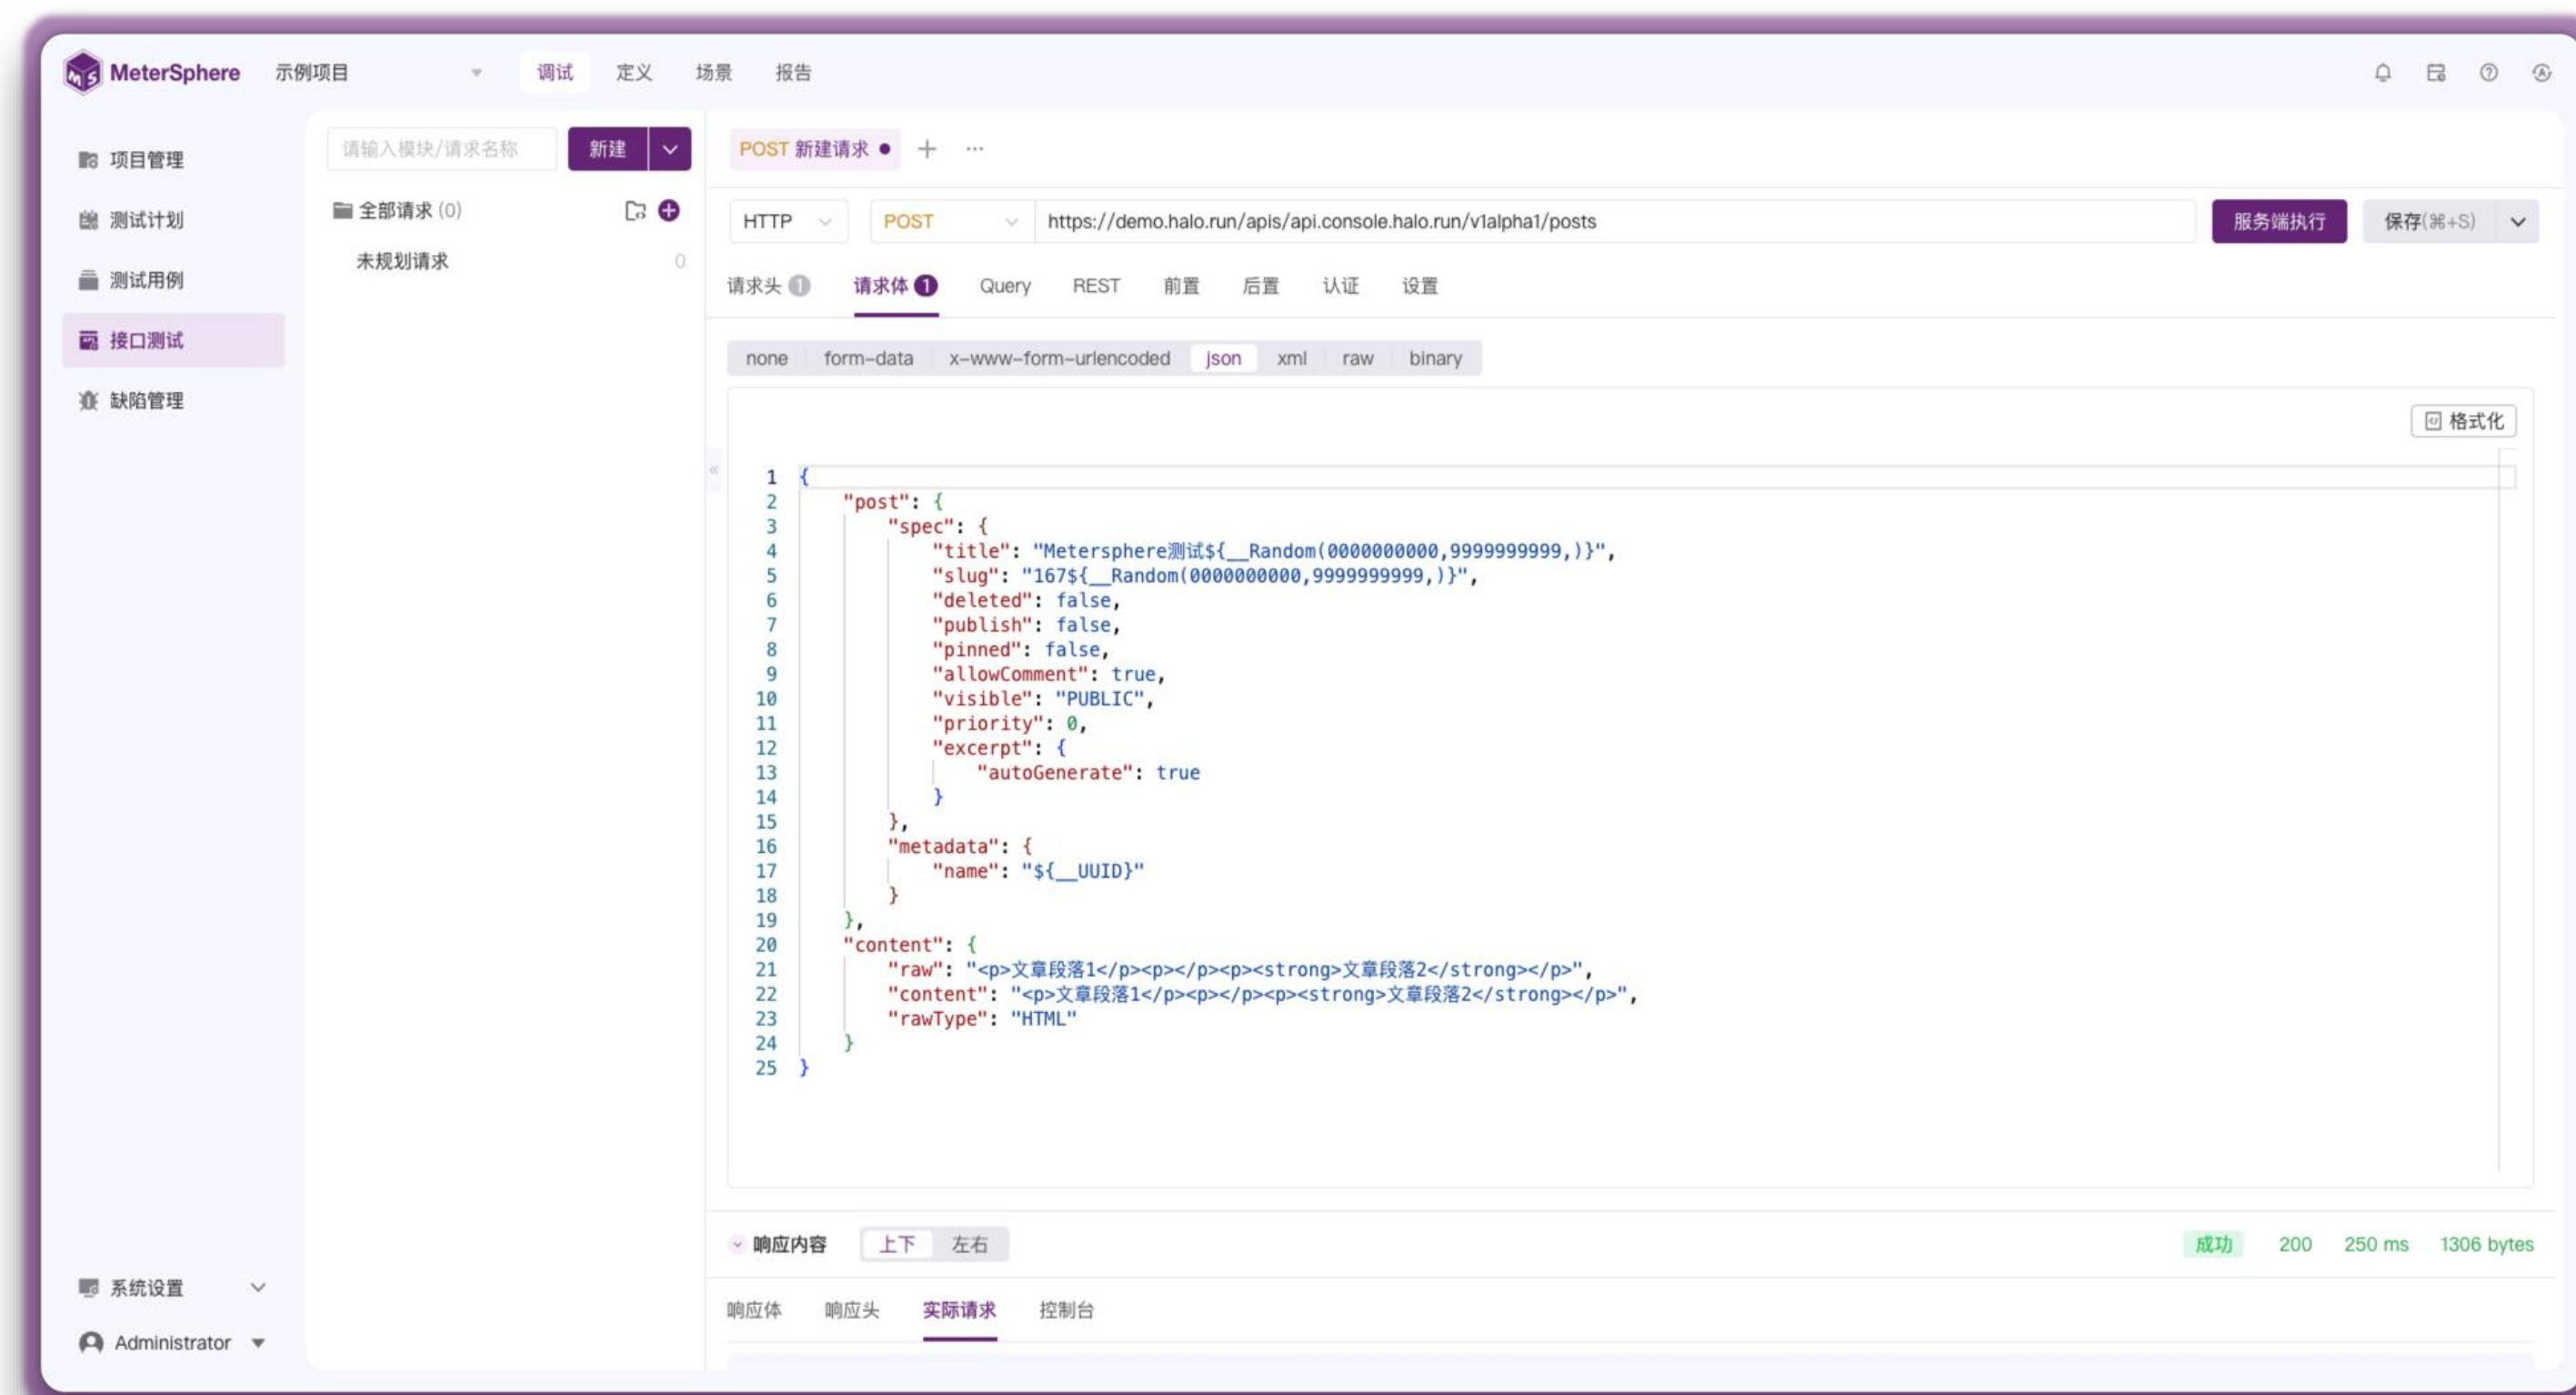 MeterSphere 示例项目 调试 定义 场景 报告
项目管理
测试计划
测试用例
接口测试
缺陷管理
系统设置
Administrator
请输入模块/请求名称 新建
全部请求 (0)
未规划请求 0
POST 新建请求 ● + ···
HTTP POST https://demo.halo.run/apis/api.console.halo.run/v1alpha1/posts 服务端执行 保存(⌘+S)
请求头 1 请求体 1 Query REST 前置 后置 认证 设置
none form-data x-www-form-urlencoded json xml raw binary
格式化
1 {
2 "post": {
3 "spec": {
4 "title": "Metersphere测试${__Random(0000000000,9999999999,)}",
5 "slug": "167${__Random(0000000000,9999999999,)}",
6 "deleted": false,
7 "publish": false,
8 "pinned": false,
9 "allowComment": true,
10 "visible": "PUBLIC",
11 "priority": 0,
12 "excerpt": {
13 "autoGenerate": true
14 }
15 },
16 "metadata": {
17 "name": "${__UUID}"
18 }
19 },
20 "content": {
21 "raw": "<p>文章段落1</p><p></p><p><strong>文章段落2</strong></p>",
22 "content": "<p>文章段落1</p><p></p><p><strong>文章段落2</strong></p>",
23 "rawType": "HTML"
24 }
25 }
响应内容 上下 左右 成功 200 250 ms 1306 bytes
响应体 响应头 实际请求 控制台